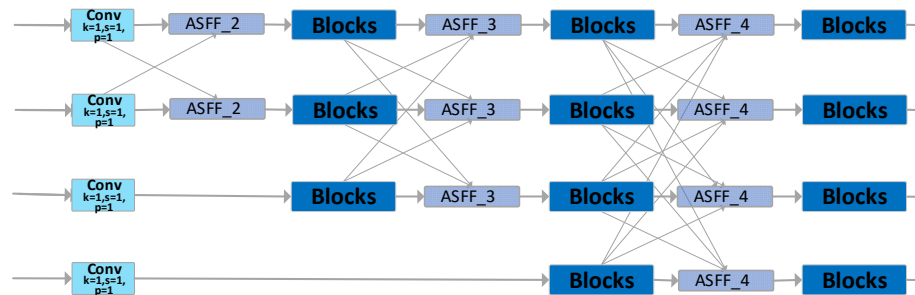 Conv
k=1,s=1,
p=1
ASFF_2
Blocks
ASFF_3
Blocks
ASFF_4
Blocks
Conv
k=1,s=1,
p=1
ASFF_2
Blocks
ASFF_3
Blocks
ASFF_4
Blocks
Conv
k=1,s=1,
p=1
Blocks
ASFF_3
Blocks
ASFF_4
Blocks
Conv
k=1,s=1,
p=1
Blocks
ASFF_4
Blocks